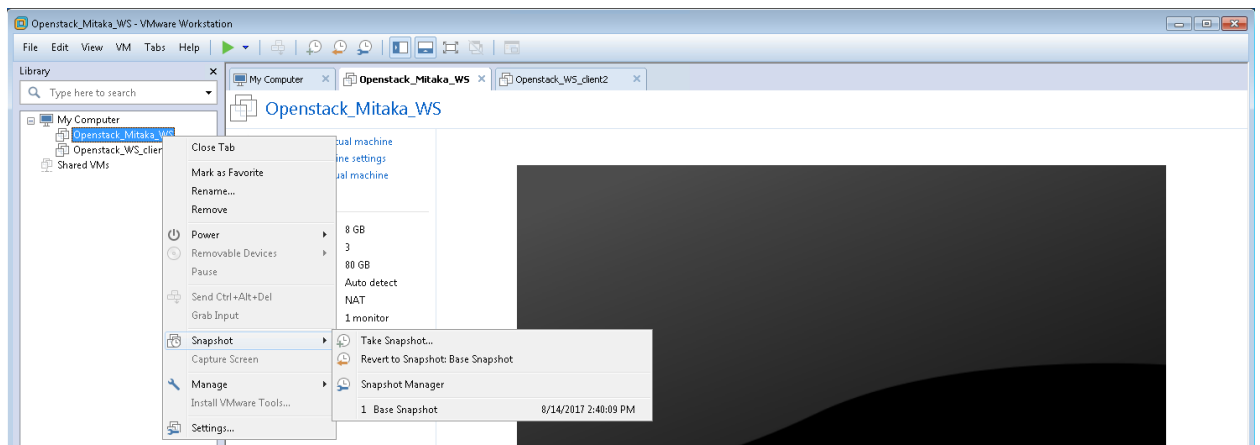 Openstack_Mitaka_WS - VMware Workstation
File Edit View VM Tabs Help
Library
Type here to search
My Computer
Openstack_Mitaka_WS
Openstack_WS_clier
Shared VMs
My Computer
Openstack_Mitaka_WS
Openstack_WS_client2
Openstack_Mitaka_WS
tual machine
ine settings
ual machine
8 GB
3
80 GB
Auto detect
NAT
1 monitor
Close Tab
Mark as Favorite
Rename...
Remove
Power
Removable Devices
Pause
Send Ctrl+Alt+Del
Grab Input
Snapshot
Capture Screen
Manage
Install VMware Tools...
Settings...
Take Snapshot...
Revert to Snapshot: Base Snapshot
Snapshot Manager
1 Base Snapshot 8/14/2017 2:40:09 PM